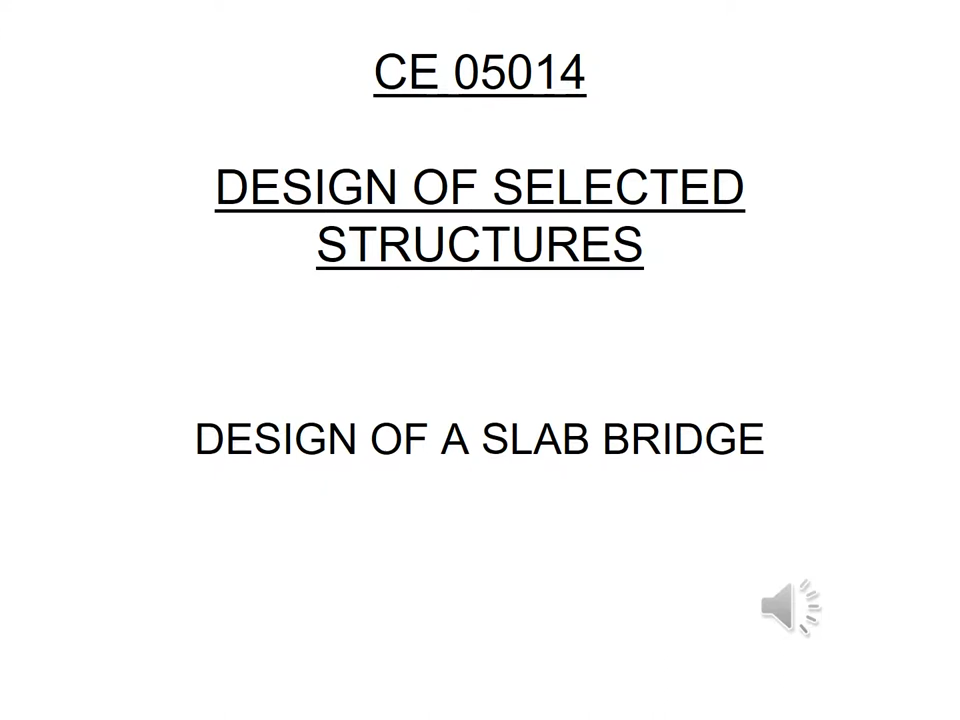 CE 05014
DESIGN OF SELECTED
STRUCTURES
DESIGN OF A SLAB BRIDGE